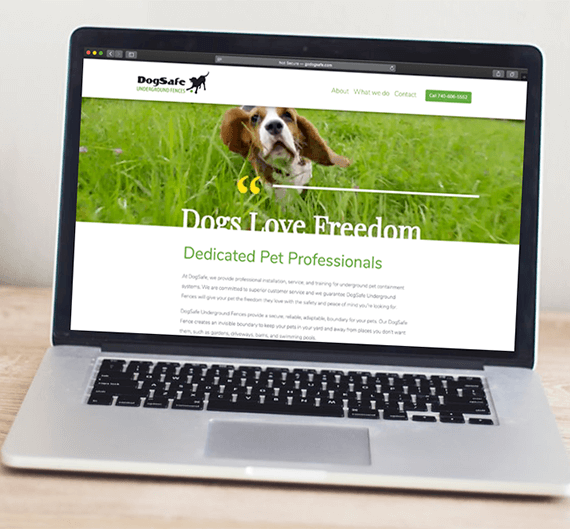 Not Secure — godogsafe.com
DogSafe
UNDERGROUND FENCES
About What we do Contact
“
Dogs Love Freedom
Dedicated Pet Professionals
At DogSafe, we provide professional installation, service, and training for underground pet containment
systems. We are committed to superior customer service and we guarantee DogSafe Underground
Fences will give your pet the freedom they love with the safety and peace of mind you're looking for.
DogSafe Underground Fences provide a secure, reliable, adaptable, boundary for your pets. Our DogSafe
Fence creates an invisible boundary to keep your pets in your yard and away from places you don't want
them, such as gardens, driveways, barns, and swimming pools.